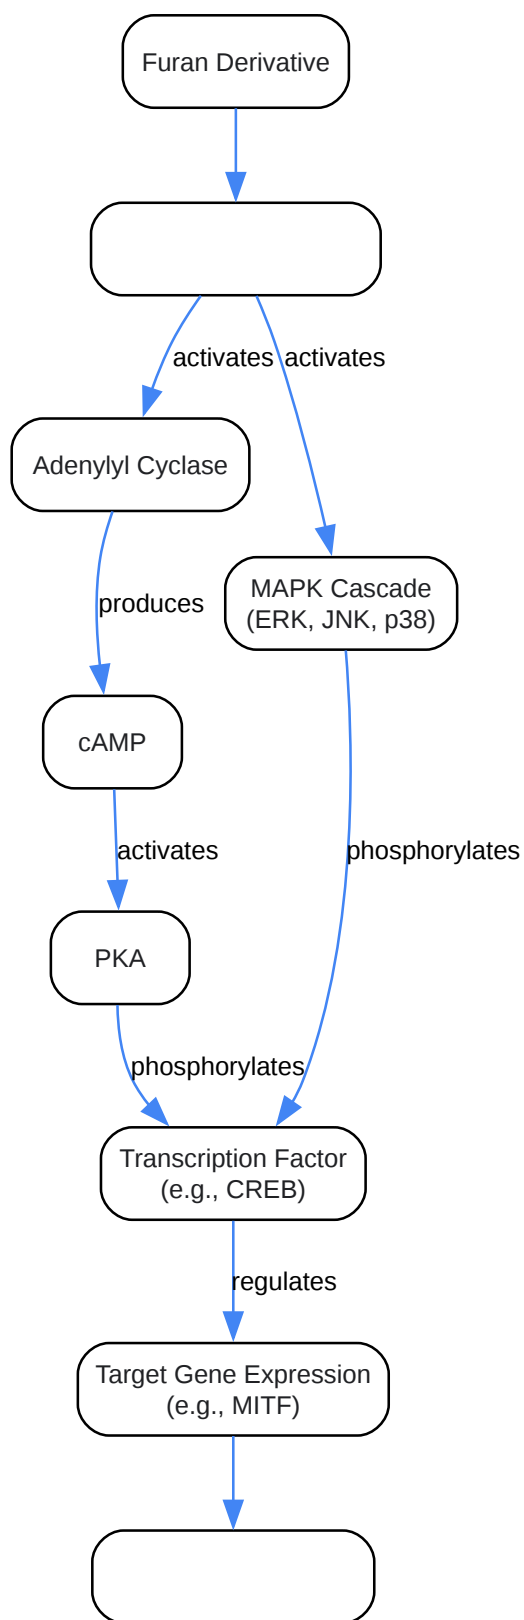 Furan Derivative
activates
activates
Adenylyl Cyclase
MAPK Cascade
(ERK, JNK, p38)
produces
cAMP
activates
phosphorylates
PKA
phosphorylates
Transcription Factor
(e.g., CREB)
regulates
Target Gene Expression
(e.g., MITF)